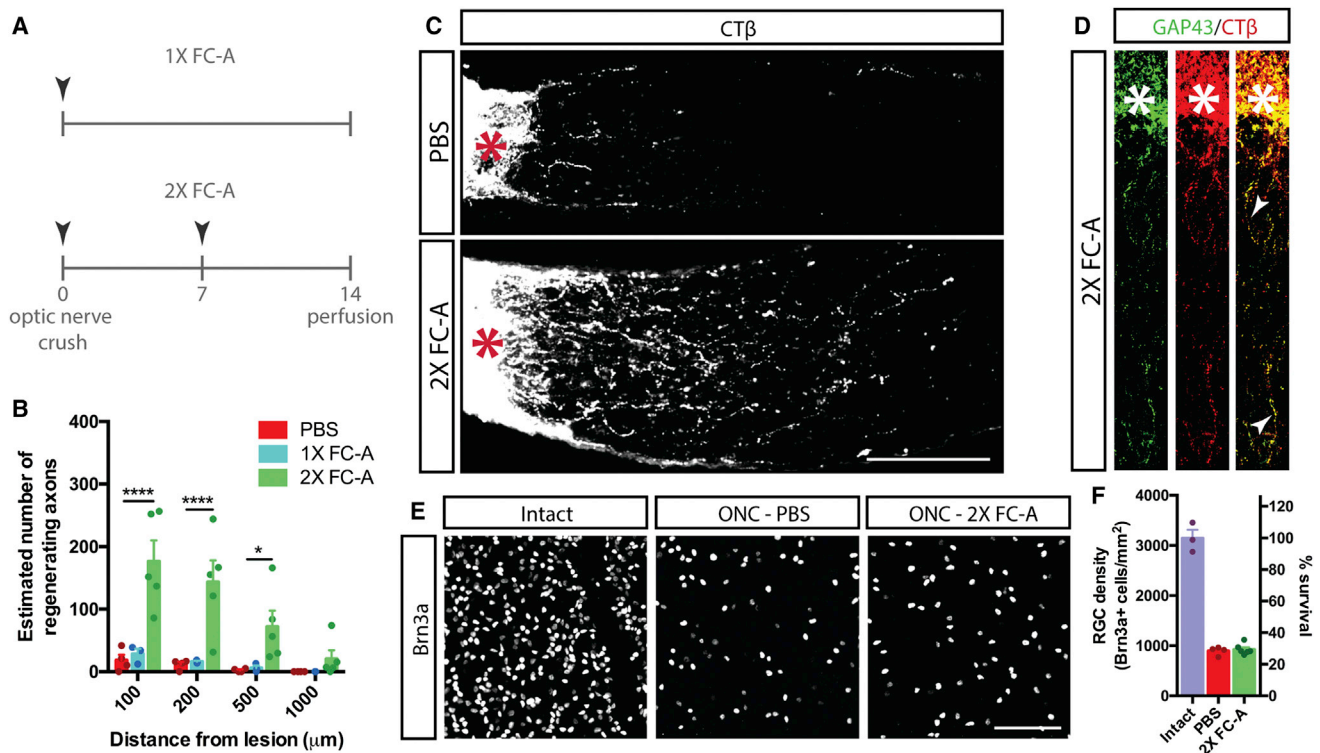 A
1X FC-A
2X FC-A
0
7
14
optic nerve
crush
perfusion
B
Estimated number of
regenerating axons
400
300
200
100
0
PBS
1X FC-A
2X FC-A
****
****
*
100
200
500
1000
Distance from lesion (μm)
C
CTβ
PBS
*
2X FC-A
*
D
GAP43/CTβ
2X FC-A
* * *
E
Intact
ONC - PBS
ONC - 2X FC-A
Brn3a
F
RGC density
(Brn3a+ cells/mm²)
4000
3000
2000
1000
0
120
100
80
60
40
20
0
% survival
Intact
PBS
2X FC-A